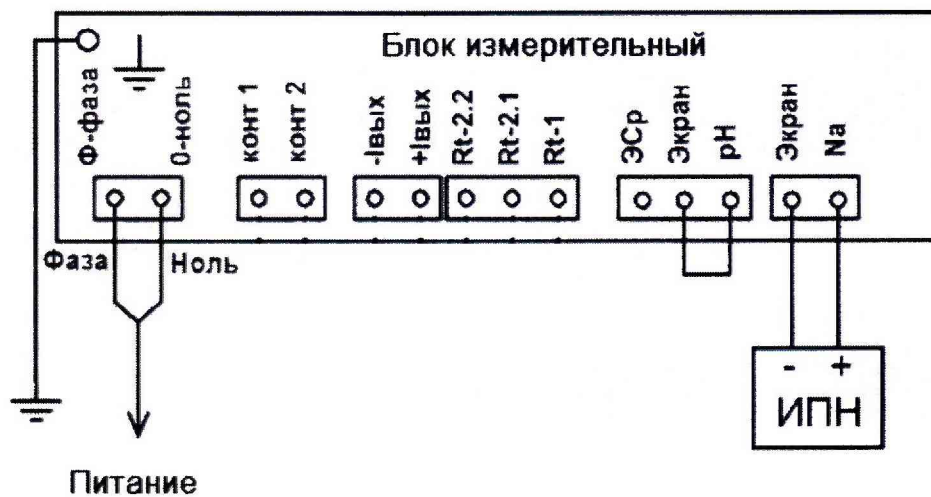 Блок измерительный
Ф-фаза
0-ноль
конт 1
конт 2
-Iвых
+Iвых
Rt-2.2
Rt-2.1
Rt-1
ЭСр
Экран
pH
Экран
Na
Фаза
Ноль
- +
ИПН
Питание